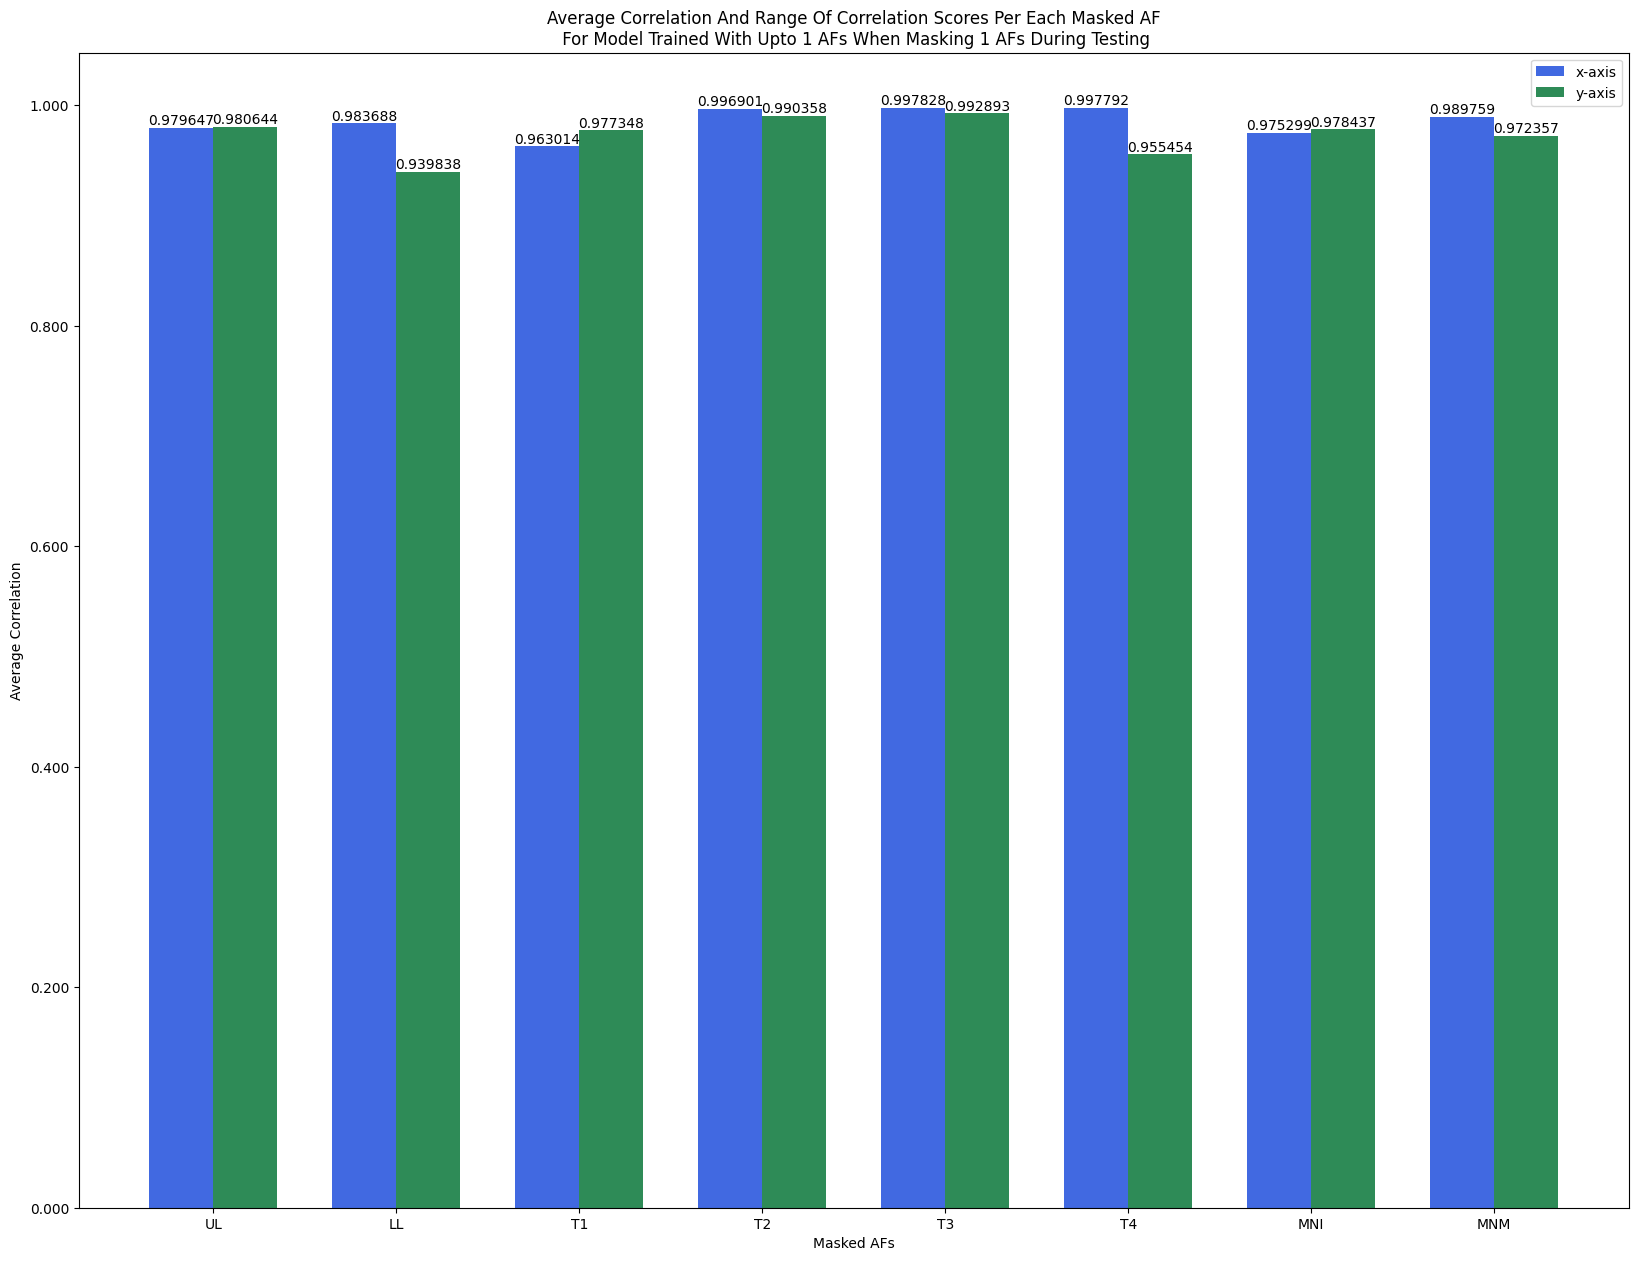 Average Correlation And Range Of Correlation Scores Per Each Masked AF
For Model Trained With Upto 1 AFs When Masking 1 AFs During Testing
x-axis
y-axis
Average Correlation
1.000
0.800
0.600
0.400
0.200
0.000
0.979647
0.980644
0.983688
0.939838
0.963014
0.977348
0.996901
0.990358
0.997828
0.992893
0.997792
0.955454
0.975299
0.978437
0.989759
0.972357
UL
LL
T1
T2
T3
T4
MNI
MNM
Masked AFs